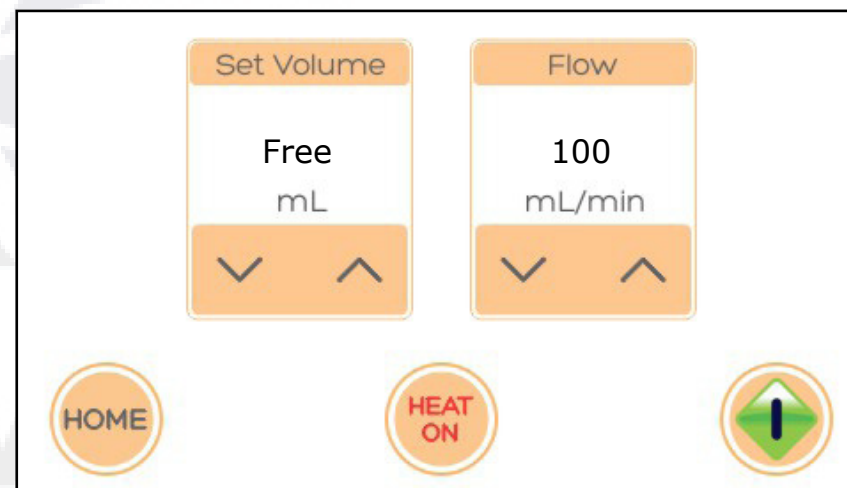 Set Volume
Free
mL
Flow
100
mL/min
HOME
HEAT
ON
I